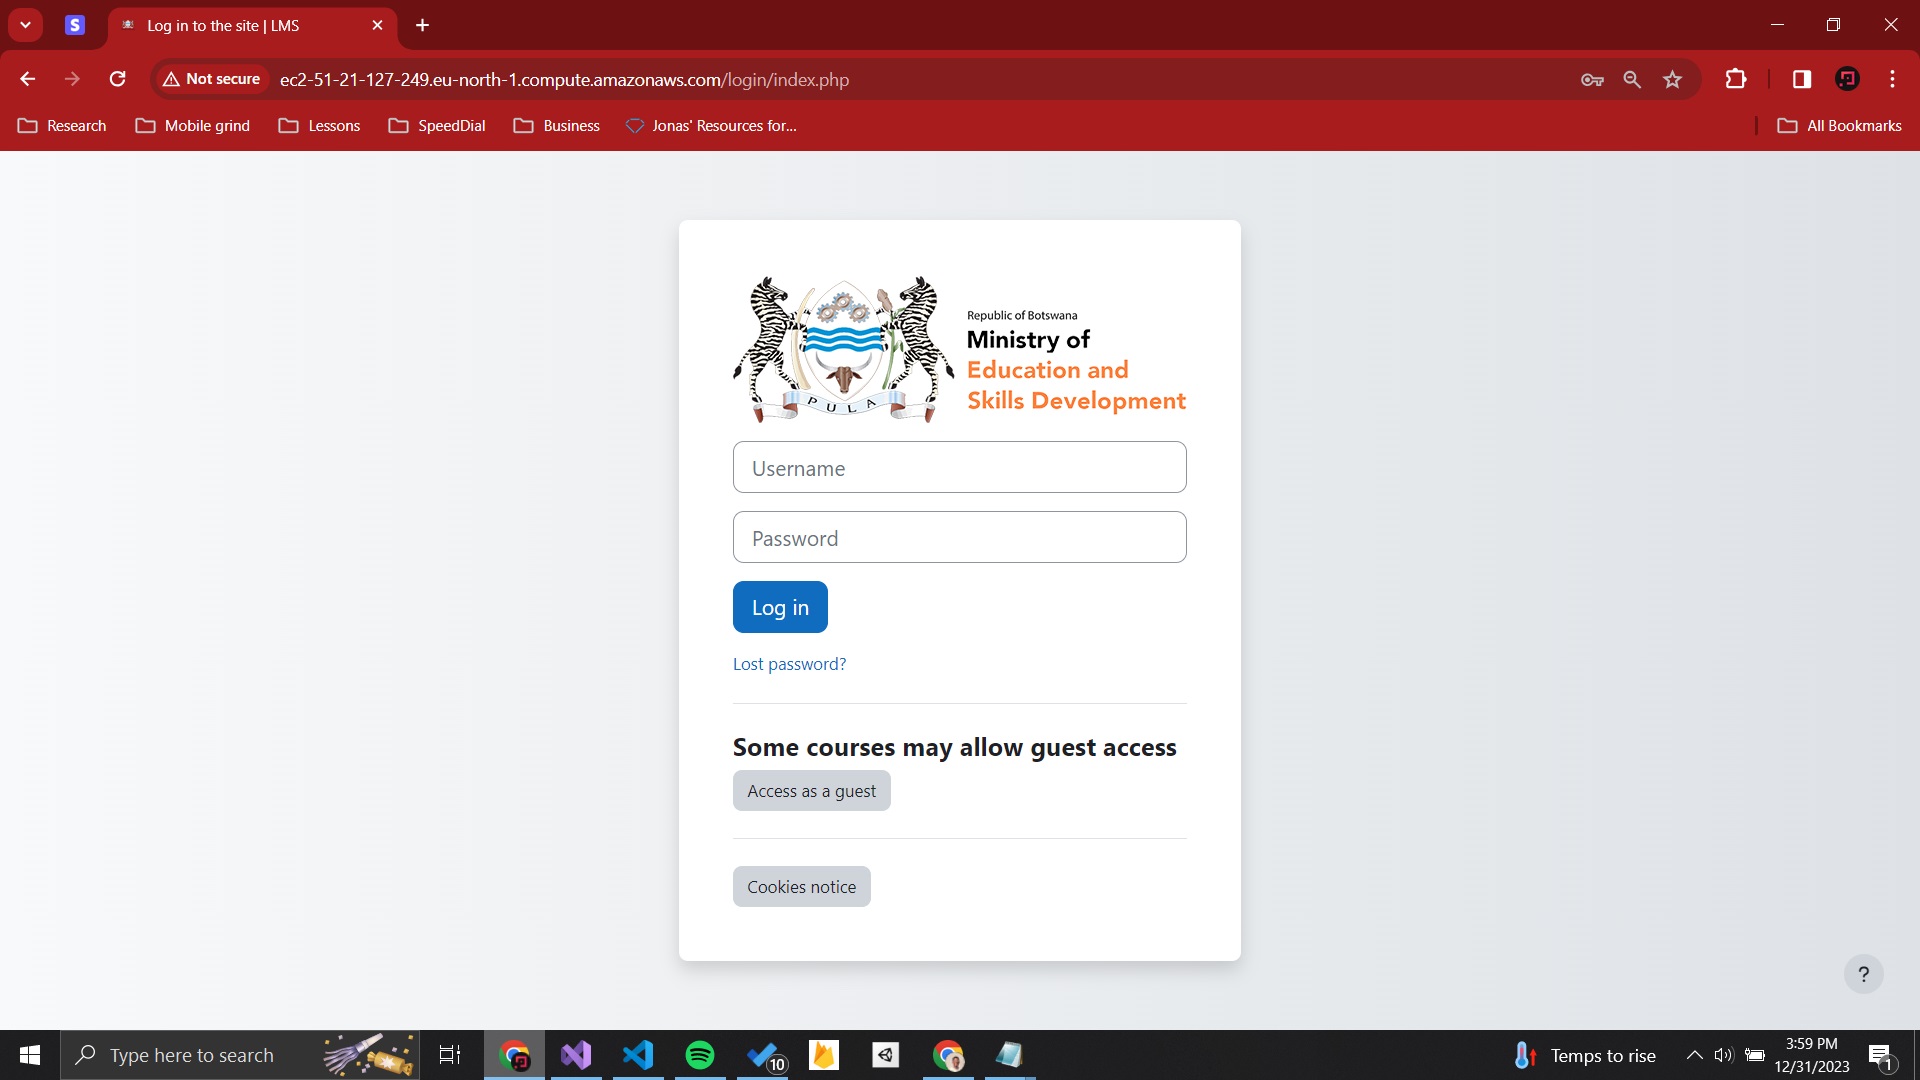 S
Log in to the site | LMS
Not secure
ec2-51-21-127-249.eu-north-1.compute.amazonaws.com/login/index.php
Research
Mobile grind
Lessons
SpeedDial
Business
Jonas' Resources for...
All Bookmarks
PULA
Republic of Botswana
Ministry of
Education and
Skills Development
Username
Password
Log in
Lost password?
Some courses may allow guest access
Access as a guest
Cookies notice
?
Type here to search
10
Temps to rise
3:59 PM
12/31/2023
1